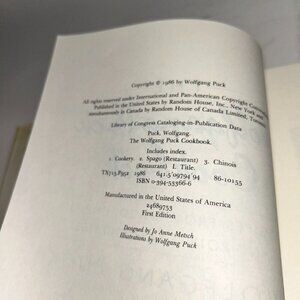 Copyright © 1986 by Wolfgang Puck
All rights reserved under International and Pan-American Copyright
Published in the United States by Random House, Inc., New York and
simultaneously in Canada by Random House of Canada Limited, Toronto.
Library of Congress Cataloging-in-Publication Data
Puck, Wolfgang.
The Wolfgang Puck Cookbook.
Includes index.
1. Cookery. 2. Spago (Restaurant) 3. Chinois
(Restaurant) I. Title.
TX715.P952 1986 641.5'09794'94 86-10155
ISBN 0-394-53366-6
Manufactured in the United States of America
24689753
First Edition
Designed by Jo Anne Metsch
Illustrations by Wolfgang Puck